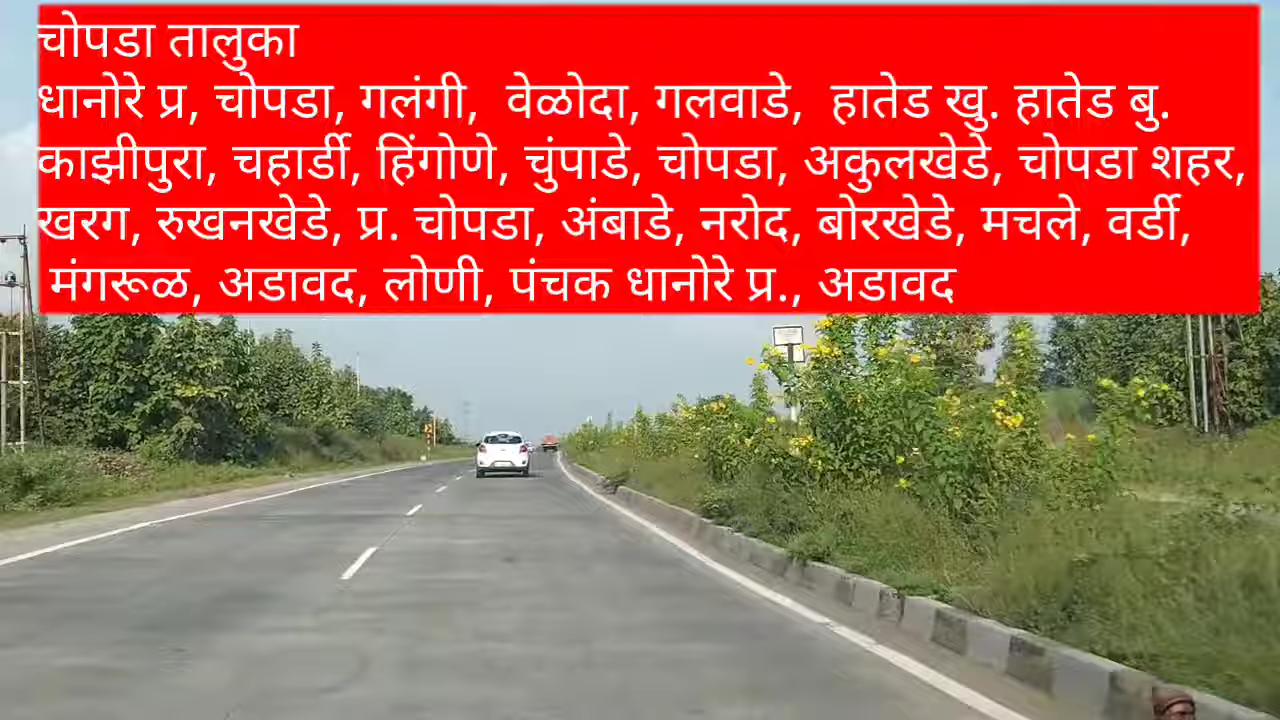 चोपडा तालुका
धानोरे प्र, चोपडा, गलंगी, वेळोदा, गलवाडे, हातेड खु. हातेड बु.
काझीपुरा, चहार्डी, हिंगोणे, चुंपाडे, चोपडा, अकुलखेडे, चोपडा शहर,
खरग, रुखनखेडे, प्र. चोपडा, अंबाडे, नरोद, बोरखेडे, मचले, वर्डी,
मंगरूळ, अडावद, लोणी, पंचक धानोरे प्र., अडावद